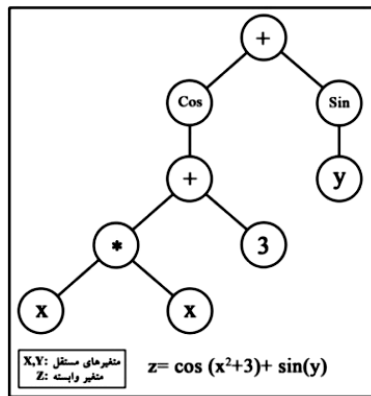 +
Cos Sin
+ y
* 3
x x
X,Y: متغیرهای مستقل
Z: متغیر وابسته
z= cos (x²+3)+ sin(y)